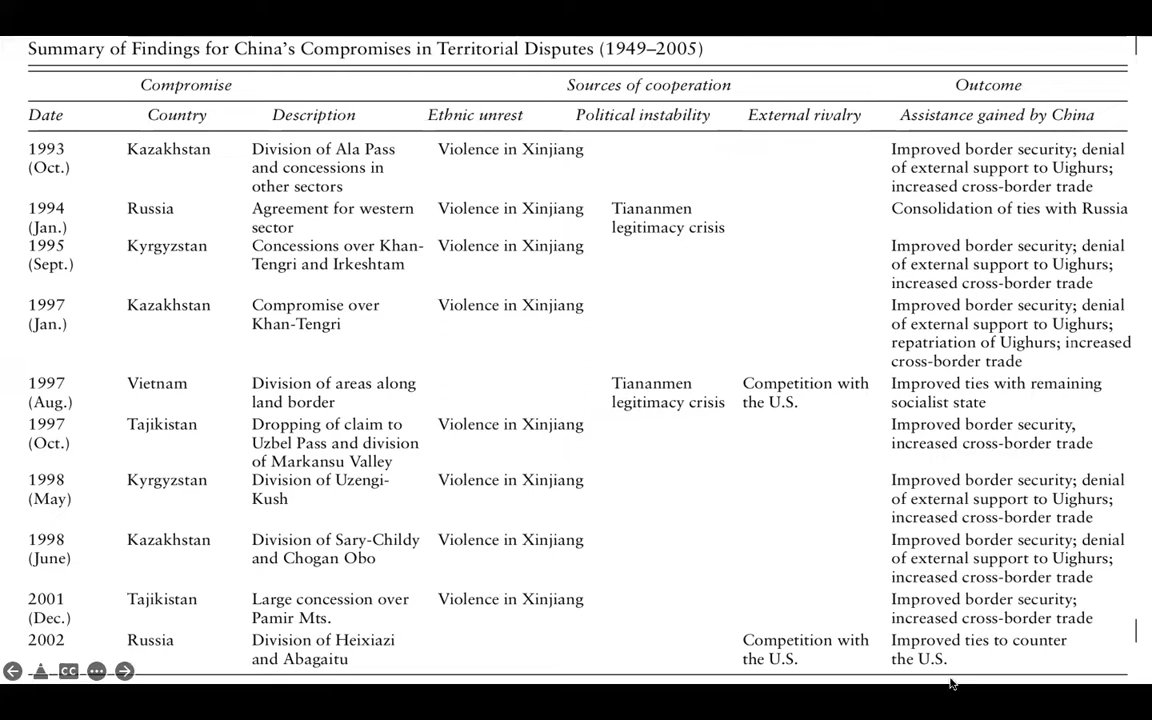 Summary of Findings for China's Compromises in Territorial Disputes (1949–2005)
Compromise Sources of cooperation Outcome
Date Country Description Ethnic unrest Political instability External rivalry Assistance gained by China
1993 Kazakhstan Division of Ala Pass Violence in Xinjiang Improved border security; denial
(Oct.) and concessions in of external support to Uighurs;
other sectors increased cross-border trade
1994 Russia Agreement for western Violence in Xinjiang Tiananmen Consolidation of ties with Russia
(Jan.) sector legitimacy crisis
1995 Kyrgyzstan Concessions over Khan- Violence in Xinjiang Improved border security; denial
(Sept.) Tengri and Irkeshtam of external support to Uighurs;
increased cross-border trade
1997 Kazakhstan Compromise over Violence in Xinjiang Improved border security; denial
(Jan.) Khan-Tengri of external support to Uighurs;
repatriation of Uighurs; increased
cross-border trade
1997 Vietnam Division of areas along Tiananmen Competition with Improved ties with remaining
(Aug.) land border legitimacy crisis the U.S. socialist state
1997 Tajikistan Dropping of claim to Violence in Xinjiang Improved border security,
(Oct.) Uzbel Pass and division increased cross-border trade
of Markansu Valley
1998 Kyrgyzstan Division of Uzengi- Violence in Xinjiang Improved border security; denial
(May) Kush of external support to Uighurs;
increased cross-border trade
1998 Kazakhstan Division of Sary-Childy Violence in Xinjiang Improved border security; denial
(June) and Chogan Obo of external support to Uighurs;
increased cross-border trade
2001 Tajikistan Large concession over Violence in Xinjiang Improved border security;
(Dec.) Pamir Mts. increased cross-border trade
2002 Russia Division of Heixiazi Competition with Improved ties to counter
and Abagaitu the U.S. the U.S.
CC